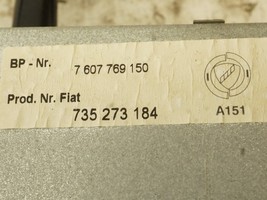 BP - Nr. 7 607 769 150
Prod. Nr. Fiat
735 273 184 A151